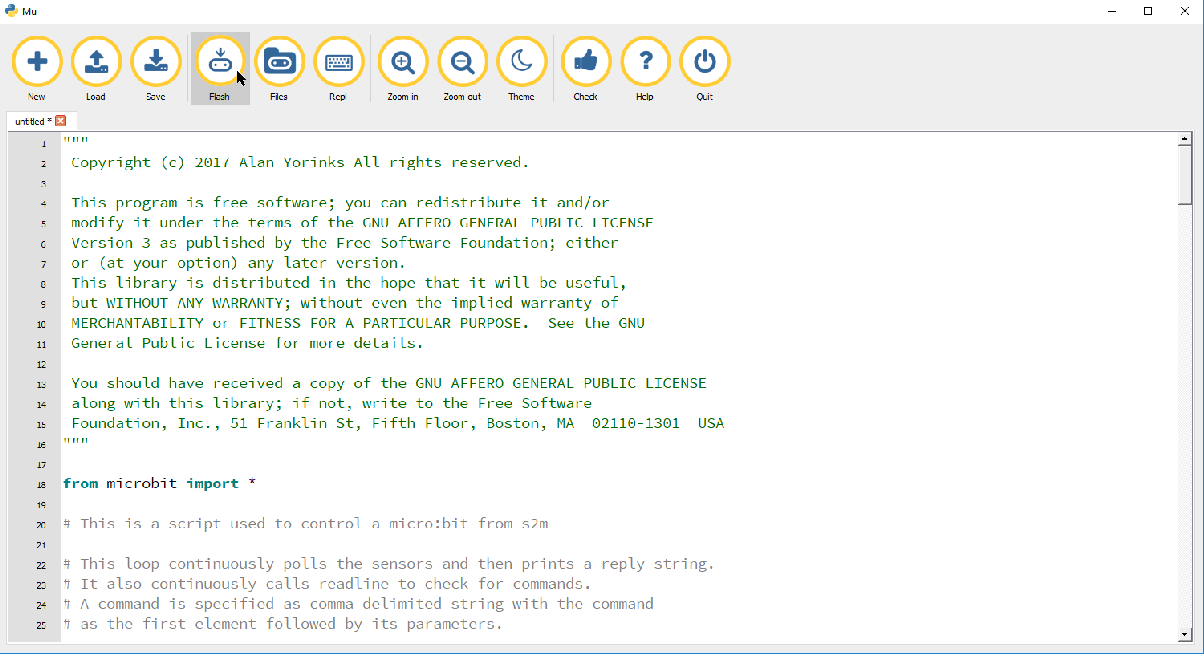 Mu
New Load Save Flash Files Repl Zoom-in Zoom-out Theme Check Help Quit
untitled *
1 """
2 Copyright (c) 2017 Alan Yorinks All rights reserved.
3
4 This program is free software; you can redistribute it and/or
5 modify it under the terms of the GNU AFFERO GENERAL PUBLIC LICENSE
6 Version 3 as published by the Free Software Foundation; either
7 or (at your option) any later version.
8 This library is distributed in the hope that it will be useful,
9 but WITHOUT ANY WARRANTY; without even the implied warranty of
10 MERCHANTABILITY or FITNESS FOR A PARTICULAR PURPOSE.  See the GNU
11 General Public License for more details.
12
13 You should have received a copy of the GNU AFFERO GENERAL PUBLIC LICENSE
14 along with this library; if not, write to the Free Software
15 Foundation, Inc., 51 Franklin St, Fifth Floor, Boston, MA  02110-1301  USA
16 """
17
18 from microbit import *
19
20 # This is a script used to control a micro:bit from s2m
21
22 # This loop continuously polls the sensors and then prints a reply string.
23 # It also continuously calls readline to check for commands.
24 # A command is specified as comma delimited string with the command
25 # as the first element followed by its parameters.